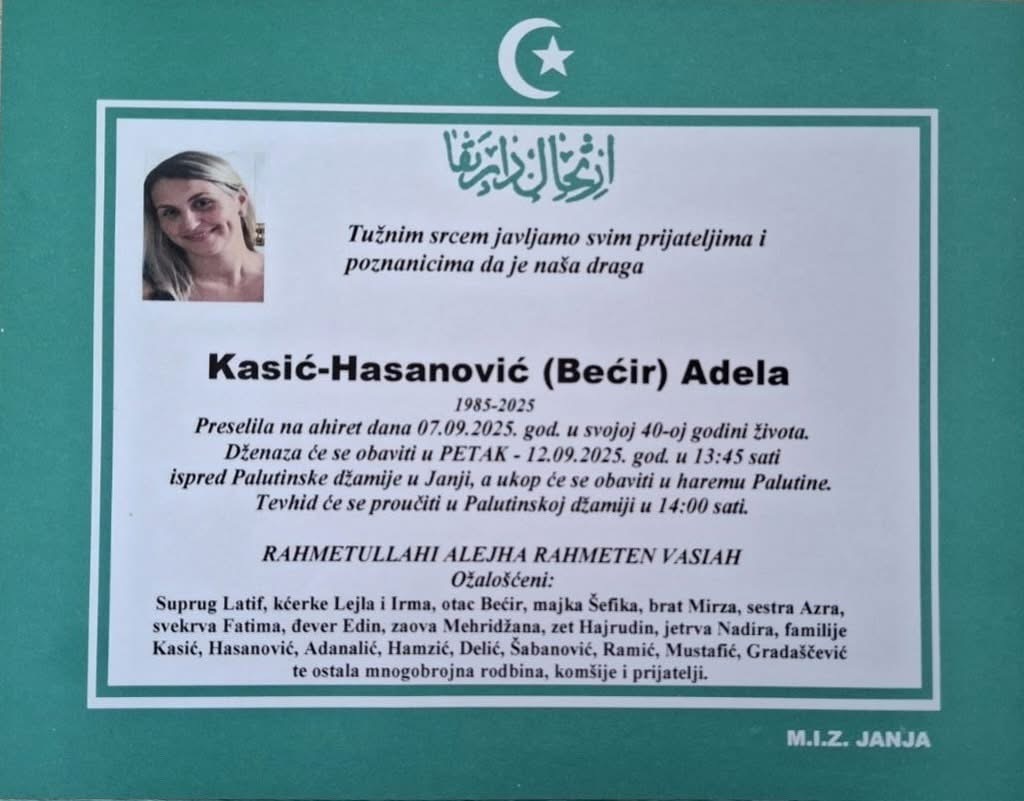 ارتحال دار بقا
Tužnim srcem javljamo svim prijateljima i
poznanicima da je naša draga
Kasić-Hasanović (Bećir) Adela
1985-2025
Preselila na ahiret dana 07.09.2025. god. u svojoj 40-oj godini života.
Dženaza će se obaviti u PETAK - 12.09.2025. god. u 13:45 sati
ispred Palutinske džamije u Janji, a ukop će se obaviti u haremu Palutine.
Tevhid će se proučiti u Palutinskoj džamiji u 14:00 sati.
RAHMETULLAHI ALEJHA RAHMETEN VASIAH
Ožalošćeni:
Suprug Latif, kćerke Lejla i Irma, otac Bećir, majka Šefika, brat Mirza, sestra Azra,
svekrva Fatima, đever Edin, zaova Mehridžana, zet Hajrudin, jetrva Nadira, familije
Kasić, Hasanović, Adanalić, Hamzić, Delić, Šabanović, Ramić, Mustafić, Gradaščević
te ostala mnogobrojna rodbina, komšije i prijatelji.
M.I.Z. JANJA